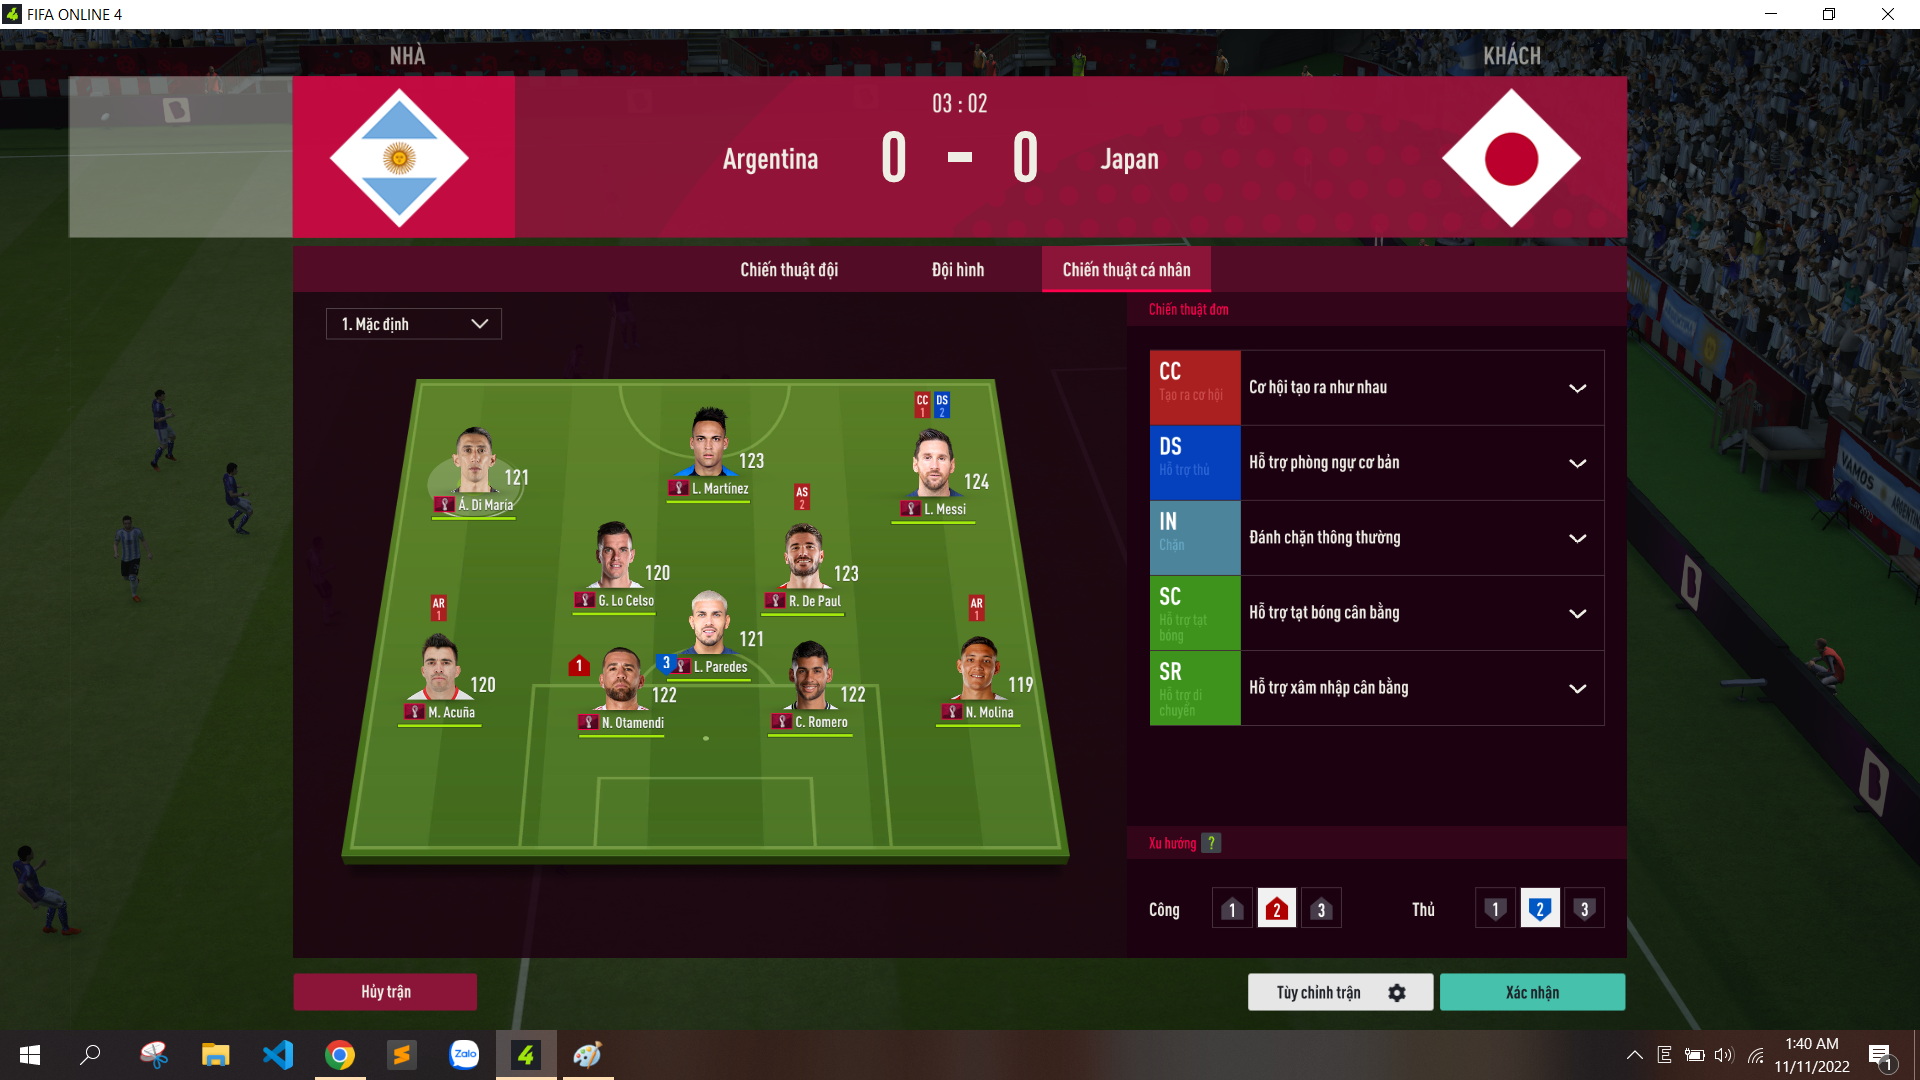 FIFA ONLINE 4
NHÀ
KHÁCH
03 : 02
Argentina
0 - 0
Japan
Chiến thuật đội
Đội hình
Chiến thuật cá nhân
1. Mặc định
Chiến thuật đơn
CC
1
DS
2
121
Á. Di María
123
L. Martínez
124
L. Messi
AS
2
120
G. Lo Celso
123
R. De Paul
AR
1
AR
1
121
3
L. Paredes
120
M. Acuña
1
122
N. Otamendi
122
C. Romero
119
N. Molina
CC
Tạo ra cơ hội
Cơ hội tạo ra như nhau
DS
Hỗ trợ thủ
Hỗ trợ phòng ngự cơ bản
IN
Chặn
Đánh chặn thông thường
SC
Hỗ trợ tạt
bóng
Hỗ trợ tạt bóng cân bằng
SR
Hỗ trợ di
chuyển
Hỗ trợ xâm nhập cân bằng
Xu hướng ?
Công
1 2 3
Thủ
1 2 3
Hủy trận
Tùy chỉnh trận
Xác nhận
VAMOS
ARGENTINA
Zalo
4
E
1:40 AM
11/11/2022
1